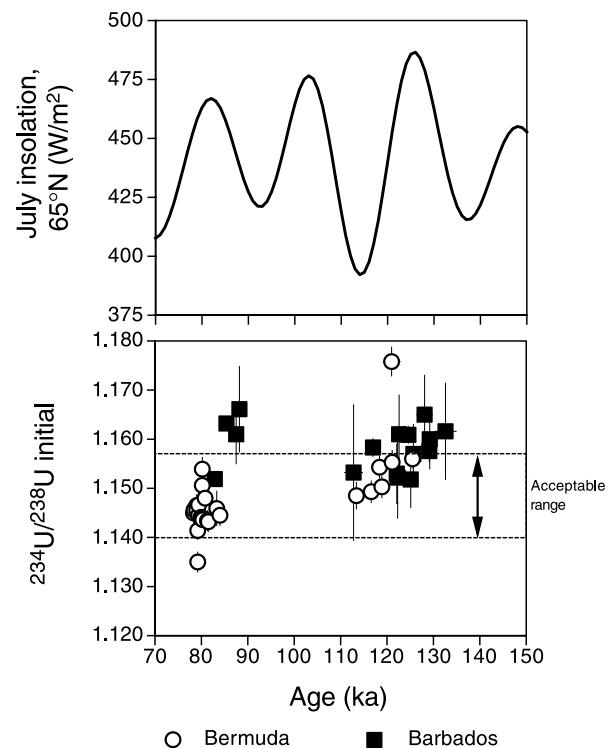 500
475
450
425
400
375
July insolation,
65°N (W/m²)
1.180
1.170
1.160
1.150
1.140
1.130
1.120
²³⁴U/²³⁸U initial
Acceptable
range
70 80 90 100 110 120 130 140 150
Age (ka)
Bermuda Barbados